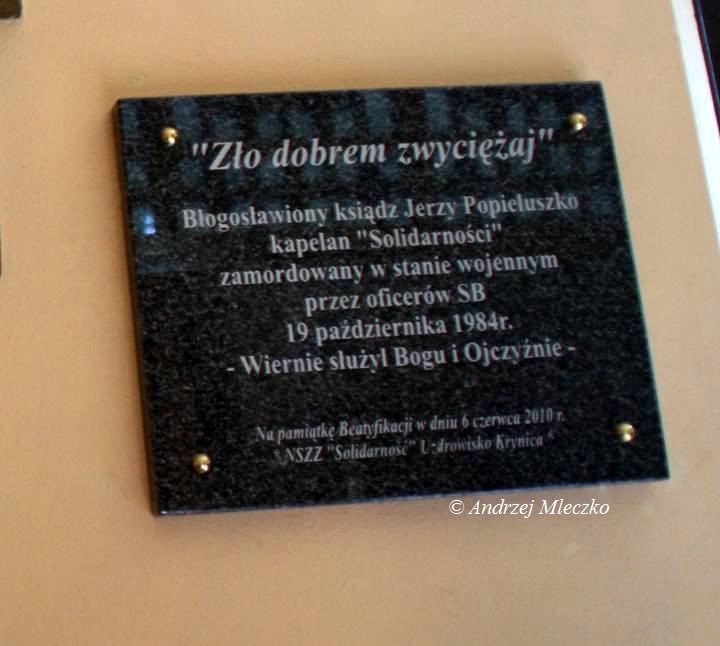 "Zło dobrem zwyciężaj"
Błogosławiony ksiądz Jerzy Popiełuszko
kapelan "Solidarności"
zamordowany w stanie wojennym
przez oficerów SB
19 października 1984r.
- Wiernie służył Bogu i Ojczyźnie -
Na pamiątkę Beatyfikacji w dniu 6 czerwca 2010 r.
* NSZZ "Solidarność" Uzdrowisko Krynica *
© Andrzej Mleczko